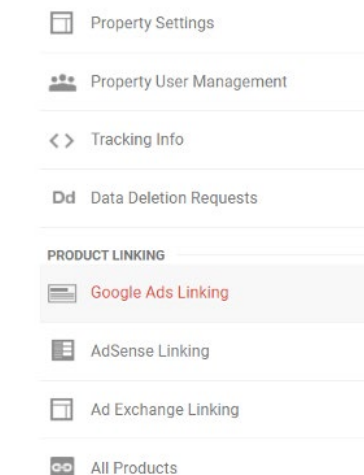 Property Settings
Property User Management
Tracking Info
Dd Data Deletion Requests
PRODUCT LINKING
Google Ads Linking
AdSense Linking
Ad Exchange Linking
All Products